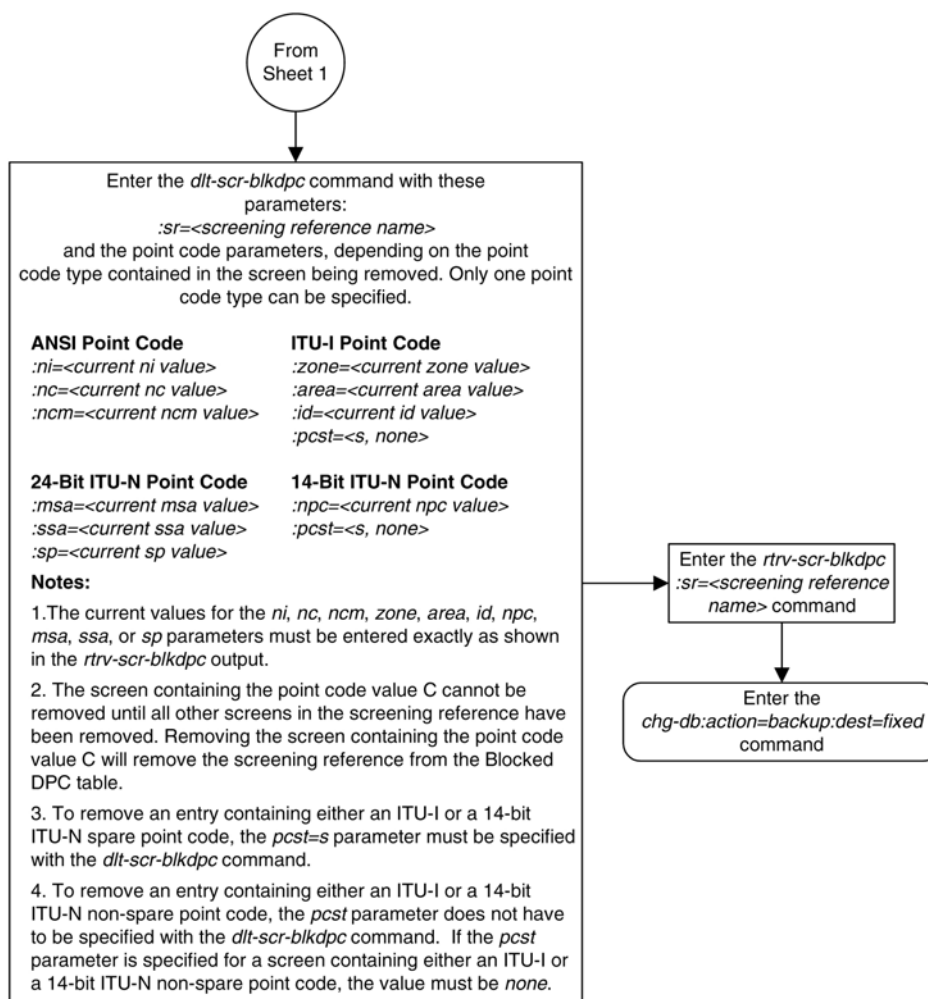 From
Sheet 1
Enter the dlt-scr-blkdpc command with these
parameters:
:sr=<screening reference name>
and the point code parameters, depending on the point
code type contained in the screen being removed. Only one point
code type can be specified.
ANSI Point Code
:ni=<current ni value>
:nc=<current nc value>
:ncm=<current ncm value>
ITU-I Point Code
:zone=<current zone value>
:area=<current area value>
:id=<current id value>
:pcst=<s, none>
24-Bit ITU-N Point Code
:msa=<current msa value>
:ssa=<current ssa value>
:sp=<current sp value>
14-Bit ITU-N Point Code
:npc=<current npc value>
:pcst=<s, none>
Notes:
1.The current values for the ni, nc, ncm, zone, area, id, npc,
msa, ssa, or sp parameters must be entered exactly as shown
in the rtrv-scr-blkdpc output.
2. The screen containing the point code value C cannot be
removed until all other screens in the screening reference have
been removed. Removing the screen containing the point code
value C will remove the screening reference from the Blocked
DPC table.
3. To remove an entry containing either an ITU-I or a 14-bit
ITU-N spare point code, the pcst=s parameter must be specified
with the dlt-scr-blkdpc command.
4. To remove an entry containing either an ITU-I or a 14-bit
ITU-N non-spare point code, the pcst parameter does not have
to be specified with the dlt-scr-blkdpc command. If the pcst
parameter is specified for a screen containing either an ITU-I or
a 14-bit ITU-N non-spare point code, the value must be none.
Enter the rtrv-scr-blkdpc
:sr=<screening reference
name> command
Enter the
chg-db:action=backup:dest=fixed
command